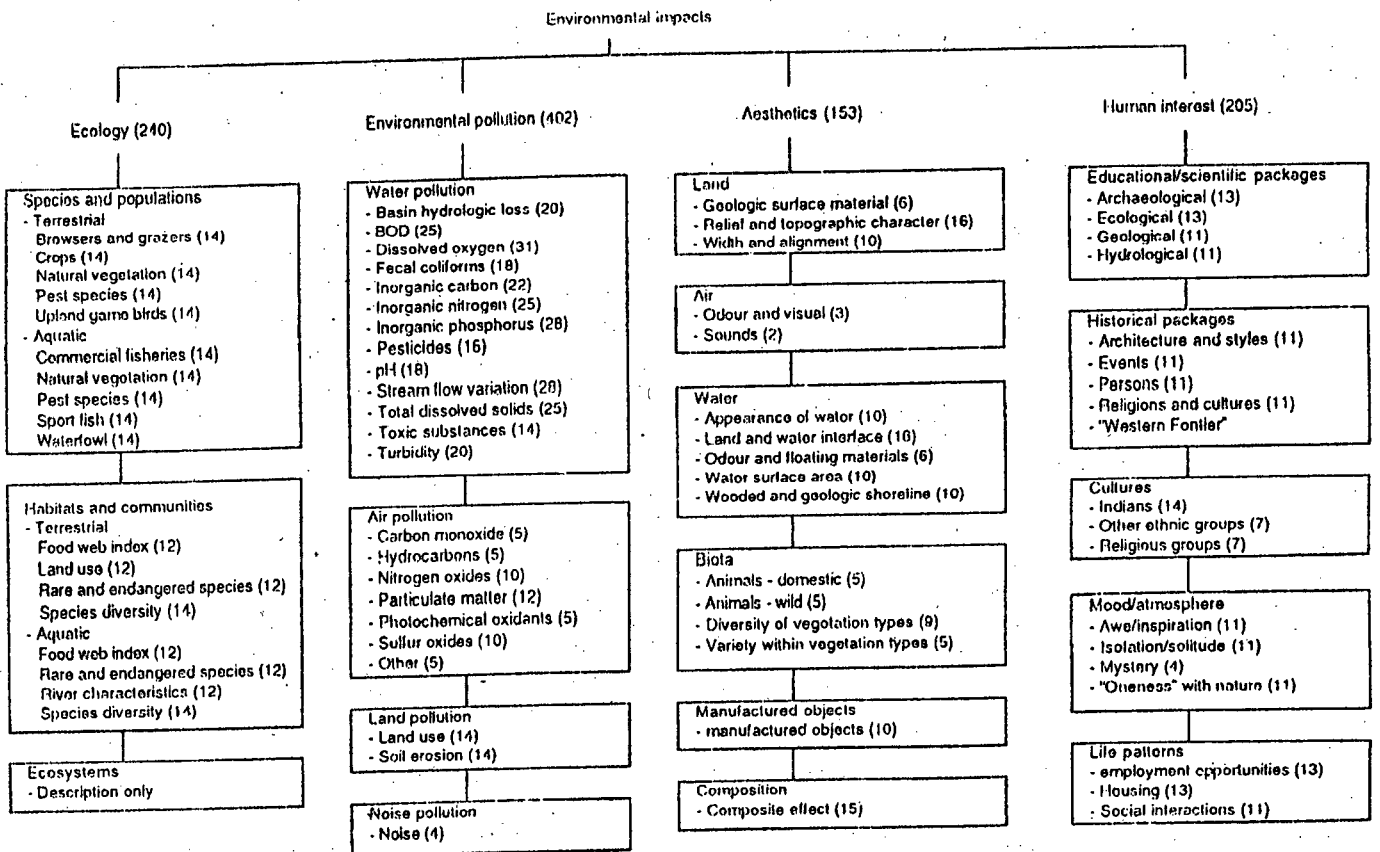 Environmental impacts
Ecology (240)
Species and populations
- Terrestrial
Browsers and grazers (14)
Crops (14)
Natural vegetation (14)
Pest species (14)
Upland game birds (14)
- Aquatic
Commercial fisheries (14)
Natural vegetation (14)
Pest species (14)
Sport fish (14)
Waterfowl (14)
Habitats and communities
- Terrestrial
Food web index (12)
Land use (12)
Rare and endangered species (12)
Species diversity (14)
- Aquatic
Food web index (12)
Rare and endangered species (12)
River characteristics (12)
Species diversity (14)
Ecosystems
- Description only
Environmental pollution (402)
Water pollution
- Basin hydrologic loss (20)
- BOD (25)
- Dissolved oxygen (31)
- Fecal coliforms (18)
- Inorganic carbon (22)
- Inorganic nitrogen (25)
- Inorganic phosphorus (28)
- Pesticides (16)
- pH (18)
- Stream flow variation (28)
- Total dissolved solids (25)
- Toxic substances (14)
- Turbidity (20)
Air pollution
- Carbon monoxide (5)
- Hydrocarbons (5)
- Nitrogen oxides (10)
- Particulate matter (12)
- Photochemical oxidants (5)
- Sulfur oxides (10)
- Other (5)
Land pollution
- Land use (14)
- Soil erosion (14)
Noise pollution
- Noise (4)
Aesthetics (153)
Land
- Geologic surface material (6)
- Relief and topographic character (16)
- Width and alignment (10)
Air
- Odour and visual (3)
- Sounds (2)
Water
- Appearance of water (10)
- Land and water interface (16)
- Odour and floating materials (6)
- Water surface area (10)
- Wooded and geologic shoreline (10)
Biota
- Animals - domestic (5)
- Animals - wild (5)
- Diversity of vegetation types (9)
- Variety within vegetation types (5)
Manufactured objects
- manufactured objects (10)
Composition
- Composite effect (15)
Human interest (205)
Educational/scientific packages
- Archaeological (13)
- Ecological (13)
- Geological (11)
- Hydrological (11)
Historical packages
- Architecture and styles (11)
- Events (11)
- Persons (11)
- Religions and cultures (11)
- "Western Fontier"
Cultures
- Indians (14)
- Other ethnic groups (7)
- Religious groups (7)
Mood/atmosphere
- Awe/inspiration (11)
- Isolation/solitude (11)
- Mystery (4)
- "Oneness" with nature (11)
Life patterns
- employment opportunities (13)
- Housing (13)
- Social interactions (11)